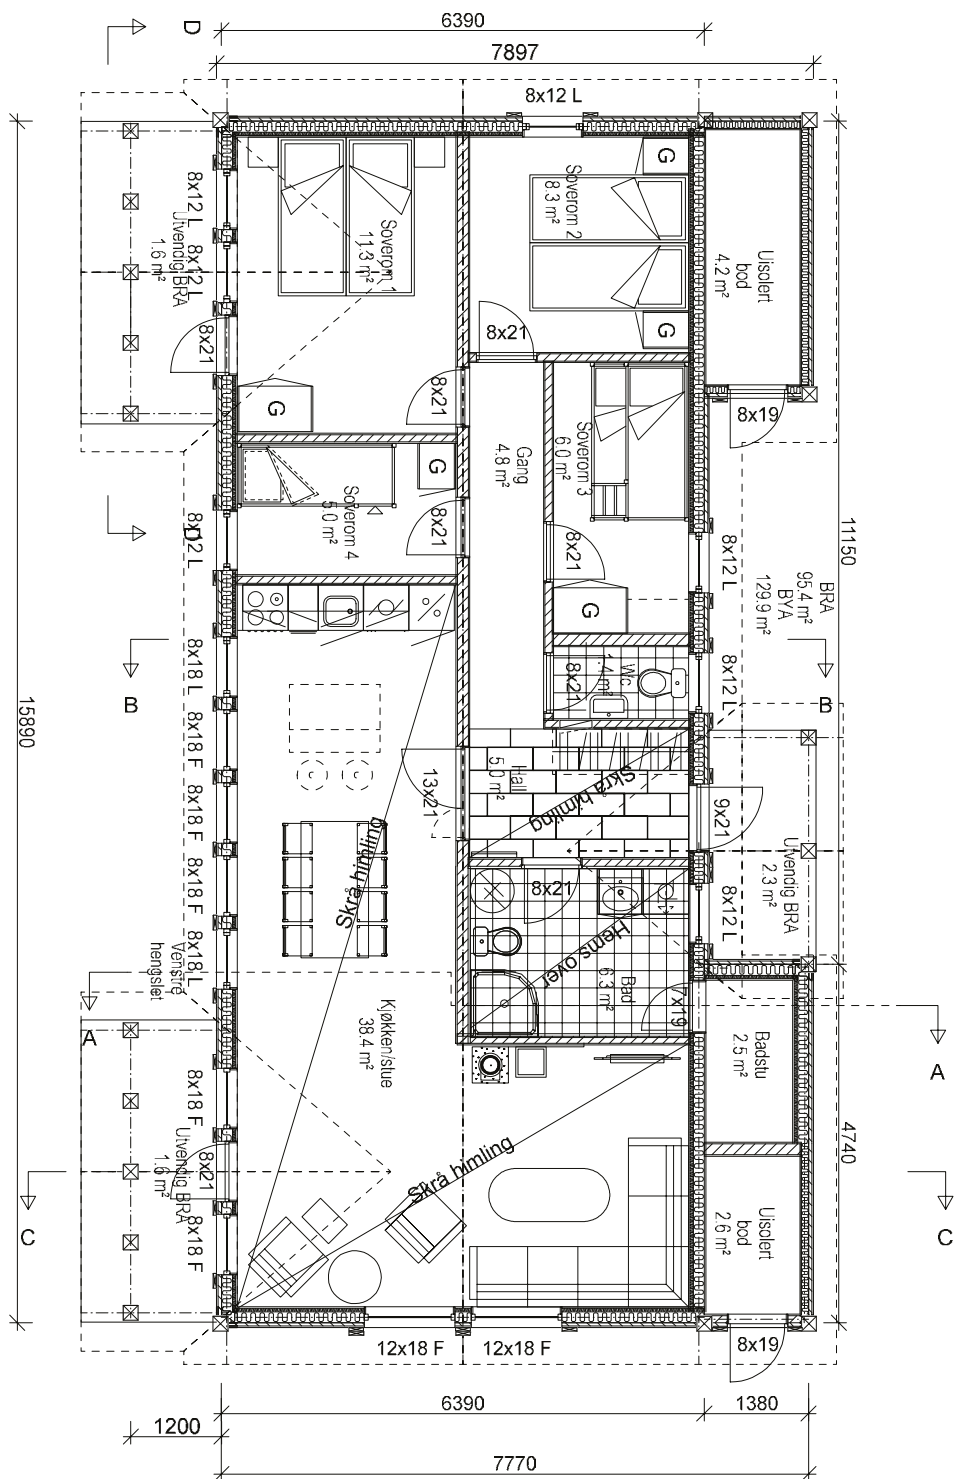 6390
7897
D
8x12 L
8x12 L
8x12 L
Utvendig BRA
1.6 m²
8x21
Soverom 1
11.3 m²
G
8x21
Soverom 2
8.3 m²
G
G
8x21
Uisolert
bod
4.2 m²
8x19
Gang
4.8 m²
Soverom 3
6.0 m²
8x21
G
Soverom 4
5.0 m²
G
8x21
D
8x12 L
8x12 L
11150
BRA
95.4 m²
BYA
129.9 m²
15890
B
B
8x12 L
Wc
1.4 m²
8x21
8x18 L
8x18 F
8x18 F
8x18 F
8x18 L
Venstre
hengslet
13x21
Hall
5.0 m²
Skrå himling
9x21
Utvendig BRA
2.3 m²
8x12 L
Skrå himling
8x21
Hems over
Bad
6.3 m²
7x19
Kjøkken/stue
38.4 m²
A
A
Badstu
2.5 m²
4740
8x18 F
8x21
Utvendig BRA
1.6 m²
8x18 F
Skrå himling
Uisolert
bod
2.6 m²
C
C
12x18 F
12x18 F
8x19
6390
1380
1200
7770